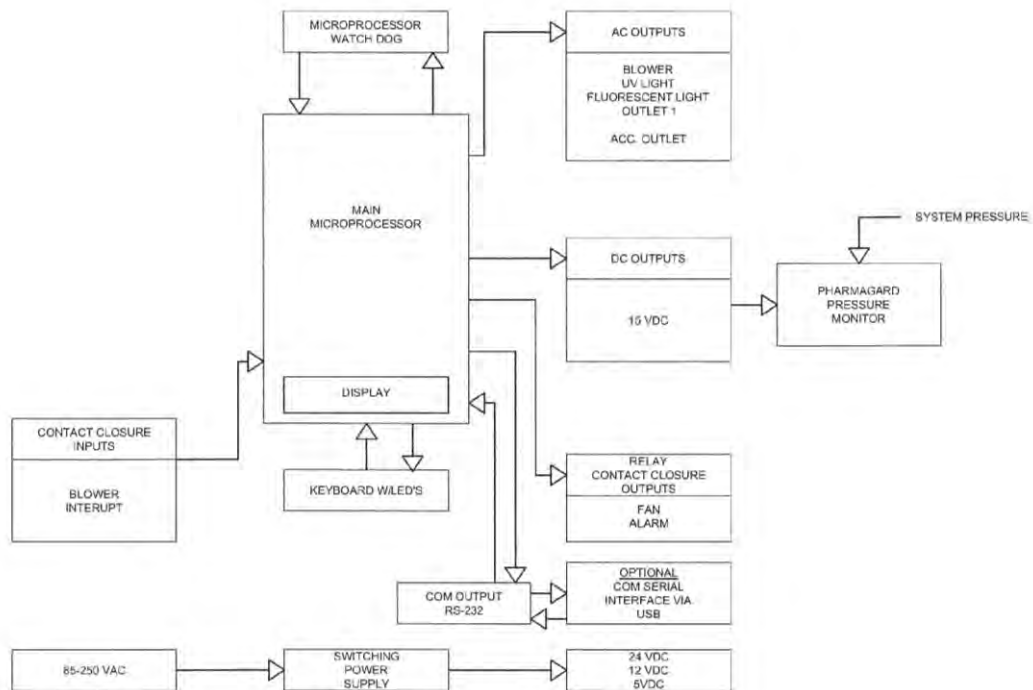 MICROPROCESSOR
WATCH DOG
AC OUTPUTS
BLOWER
UV LIGHT
FLUORESCENT LIGHT
OUTLET 1
ACC. OUTLET
MAIN
MICROPROCESSOR
SYSTEM PRESSURE
DC OUTPUTS
15 VDC
PHARMAGARD
PRESSURE
MONITOR
DISPLAY
CONTACT CLOSURE
INPUTS
BLOWER
INTERUPT
KEYBOARD W/LED'S
RELAY
CONTACT CLOSURE
OUTPUTS
FAN
ALARM
COM OUTPUT
RS-232
OPTIONAL
COM SERIAL
INTERFACE VIA
USB
85-250 VAC
SWITCHING
POWER
SUPPLY
24 VDC
12 VDC
5VDC